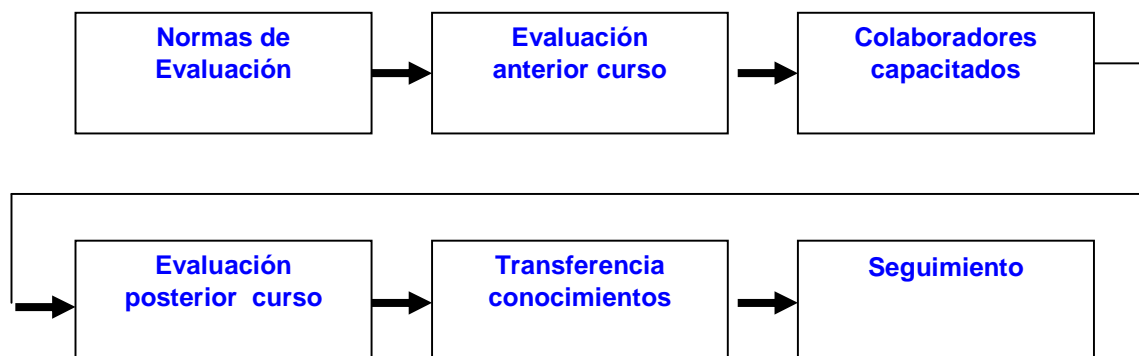 Normas de
Evaluación
Evaluación
anterior curso
Colaboradores
capacitados
Evaluación
posterior  curso
Transferencia
conocimientos
Seguimiento